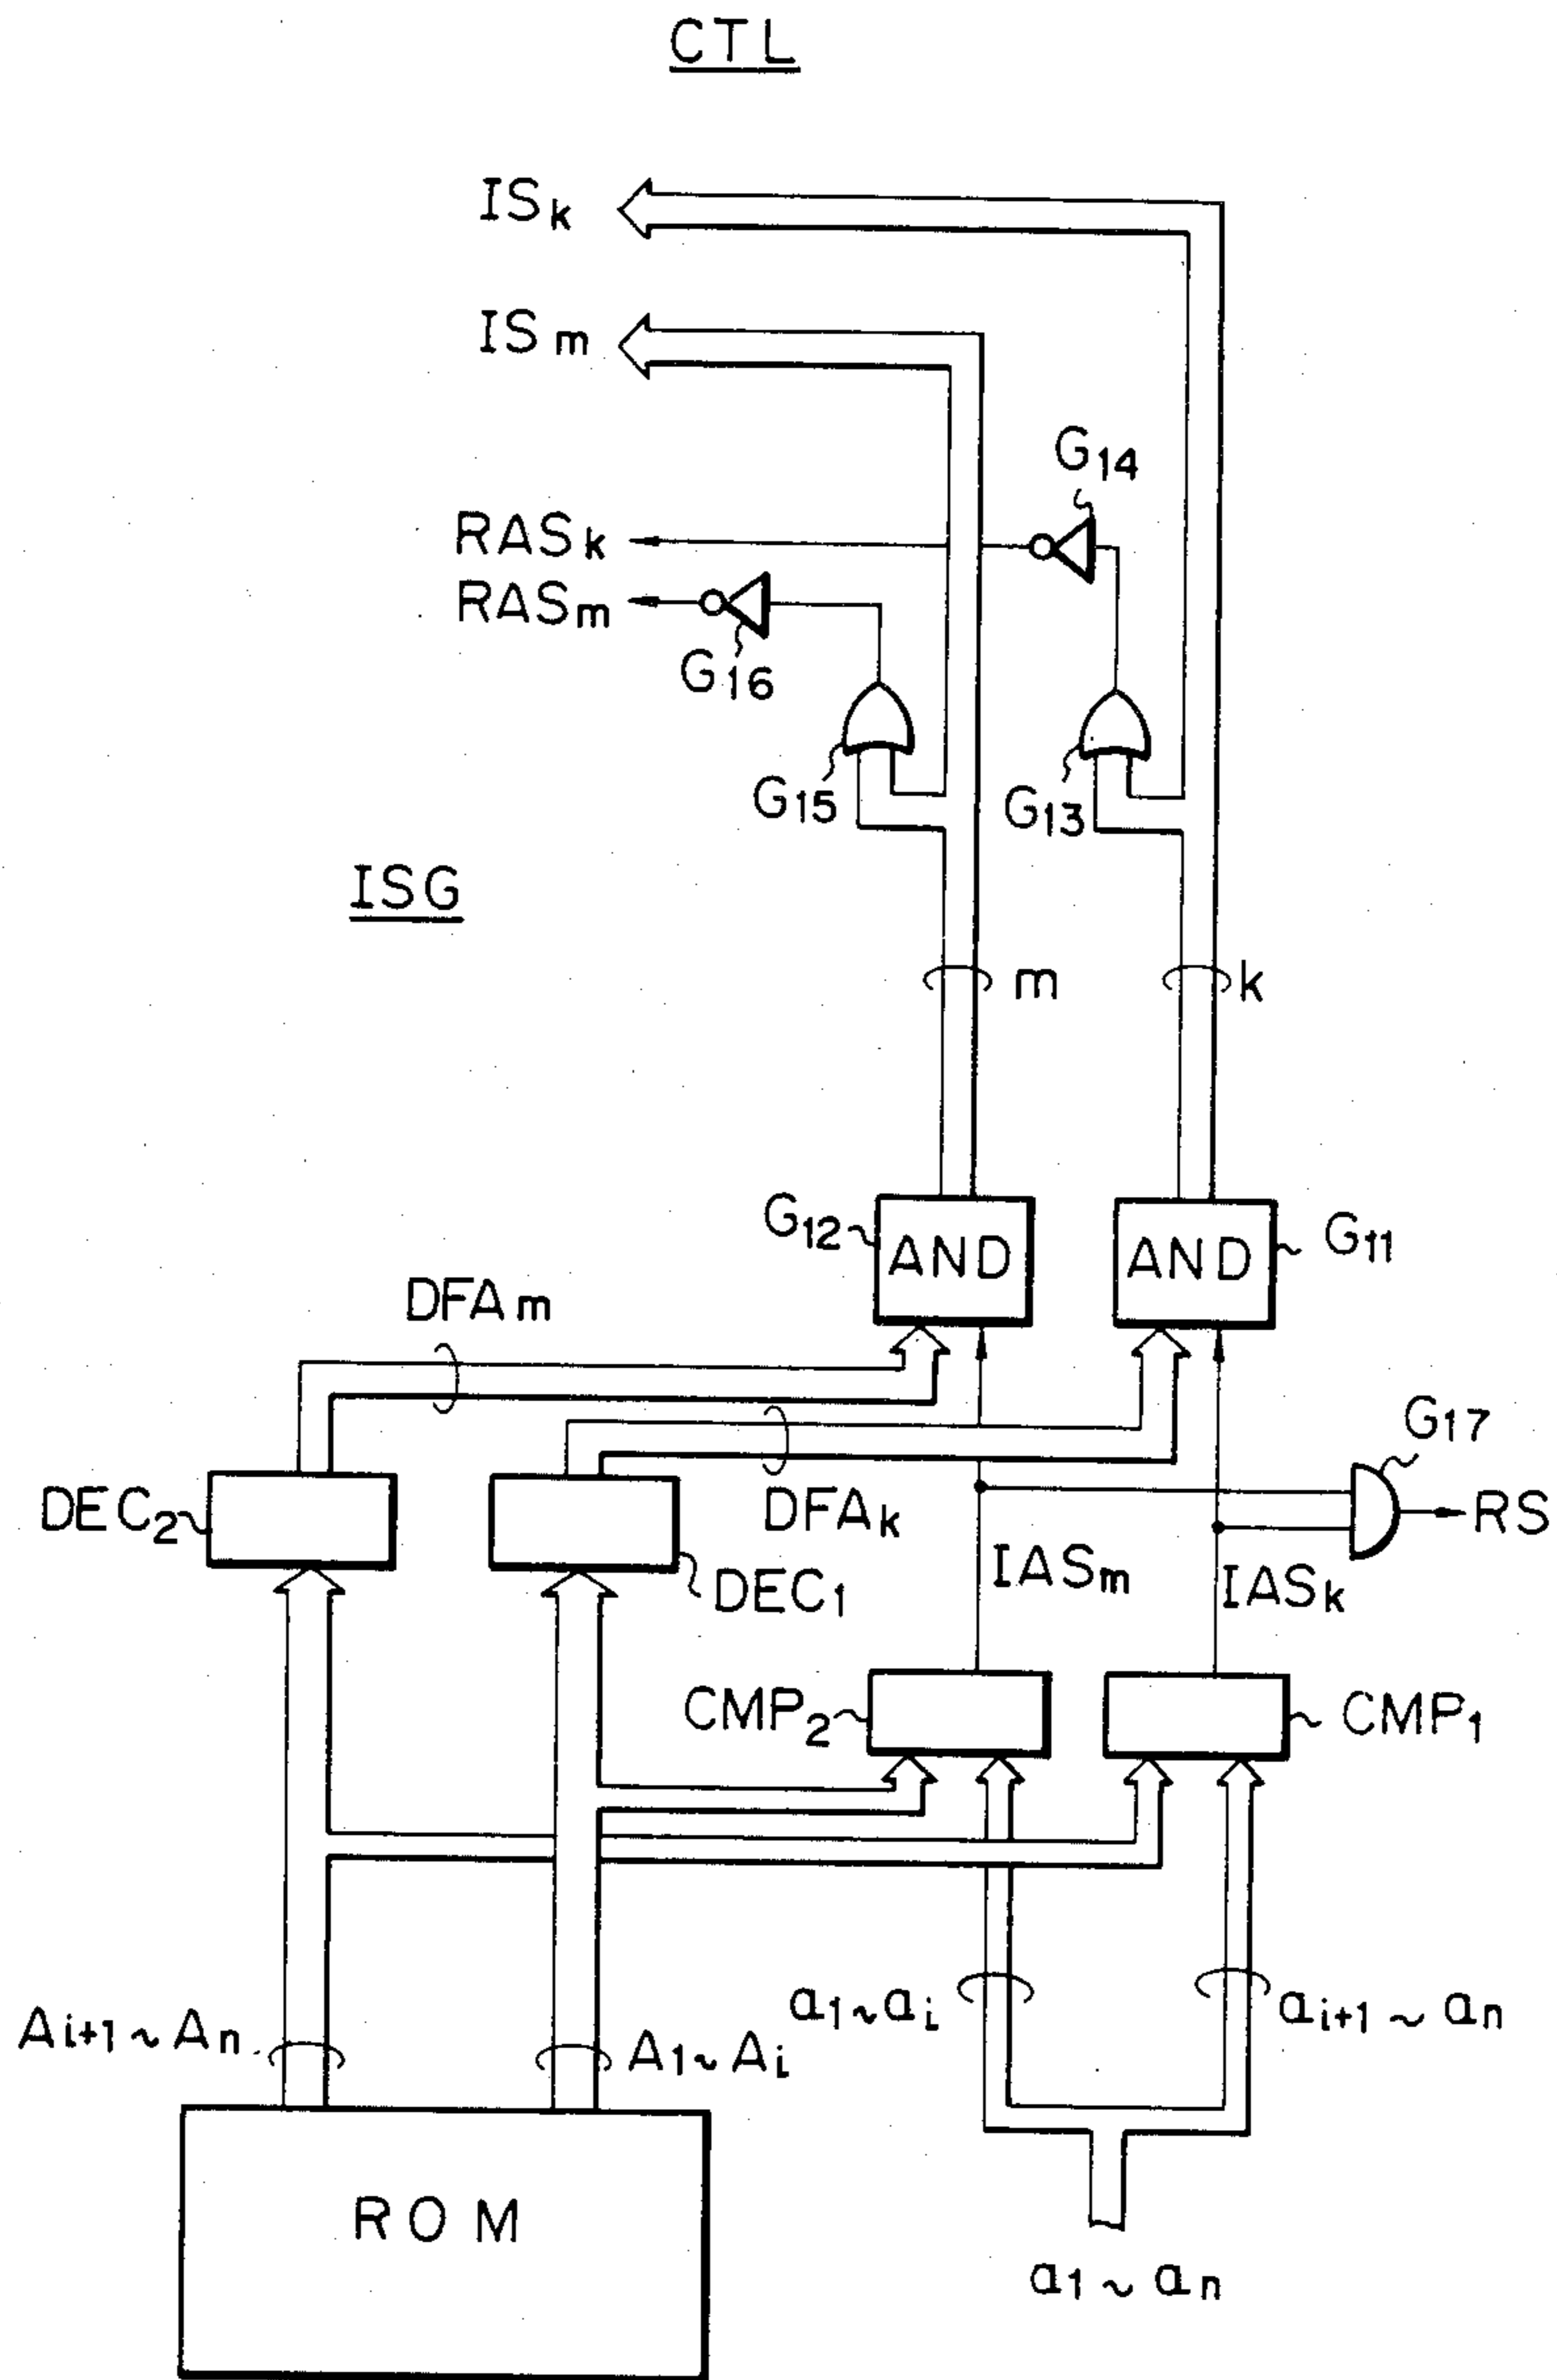 CTL
ISk
ISm
G14
RASk
RASm
G16
G15
G13
ISG
m
k
G12
AND
AND
G11
DFAm
G17
DEC2
DFAk
RS
IASm
DEC1
IASk
CMP2
CMP1
a1~ai
ai+1~an
Ai+1~An
A1~Ai
ROM
a1~an